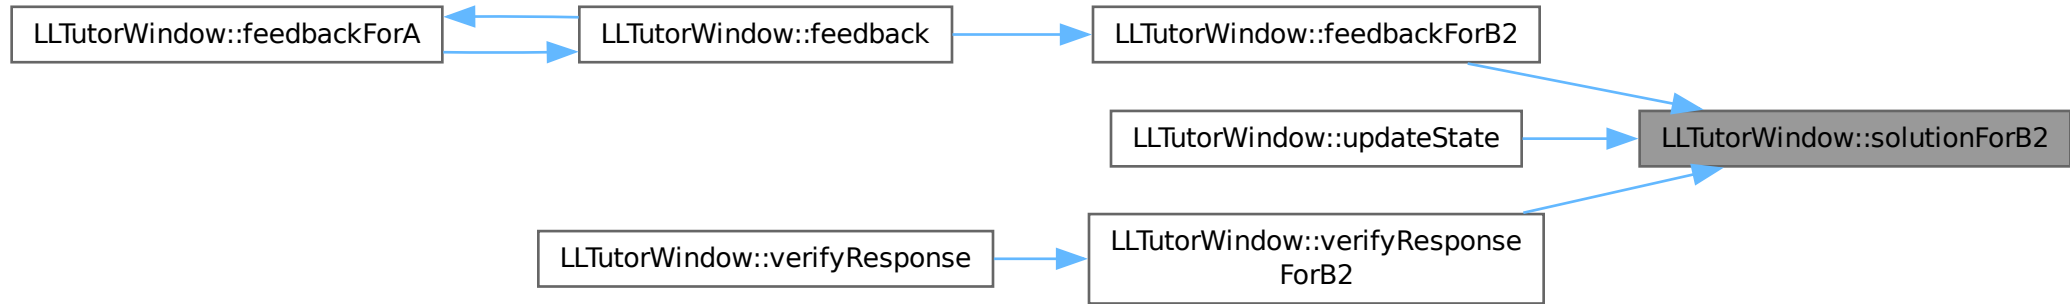 LLTutorWindow::feedbackForA
LLTutorWindow::feedback
LLTutorWindow::feedbackForB2
LLTutorWindow::updateState
LLTutorWindow::solutionForB2
LLTutorWindow::verifyResponse
LLTutorWindow::verifyResponse
ForB2